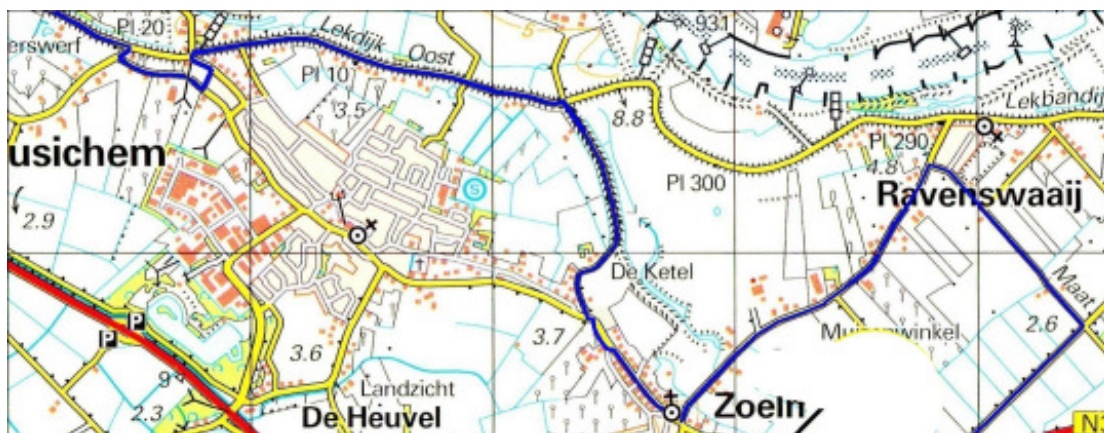 Pl 20
erswerf
Lekdijk Oost
Pl 10
931
Lekbandij
3.5
8.8
Pl 290
4.8
usichem
Pl 300
Ravenswaaij
S
2.9
De Ketel
Maat
P
P
3.7
2.6
3.6
9
Landzicht
2.3
De Heuvel
Zoeln